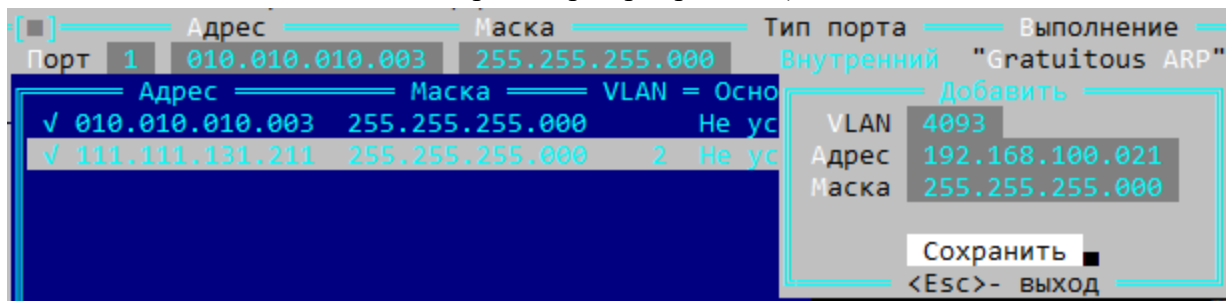 [■] Адрес Маска Тип порта Выполнение
Порт 1 010.010.010.003 255.255.255.000 Внутренний "Gratuitous ARP"
Адрес Маска VLAN = Осно
√ 010.010.010.003 255.255.255.000 Не ус
√ 111.111.131.211 255.255.255.000 2 Не ус
Добавить
VLAN 4093
Адрес 192.168.100.021
Маска 255.255.255.000
Сохранить
<Esc>- выход